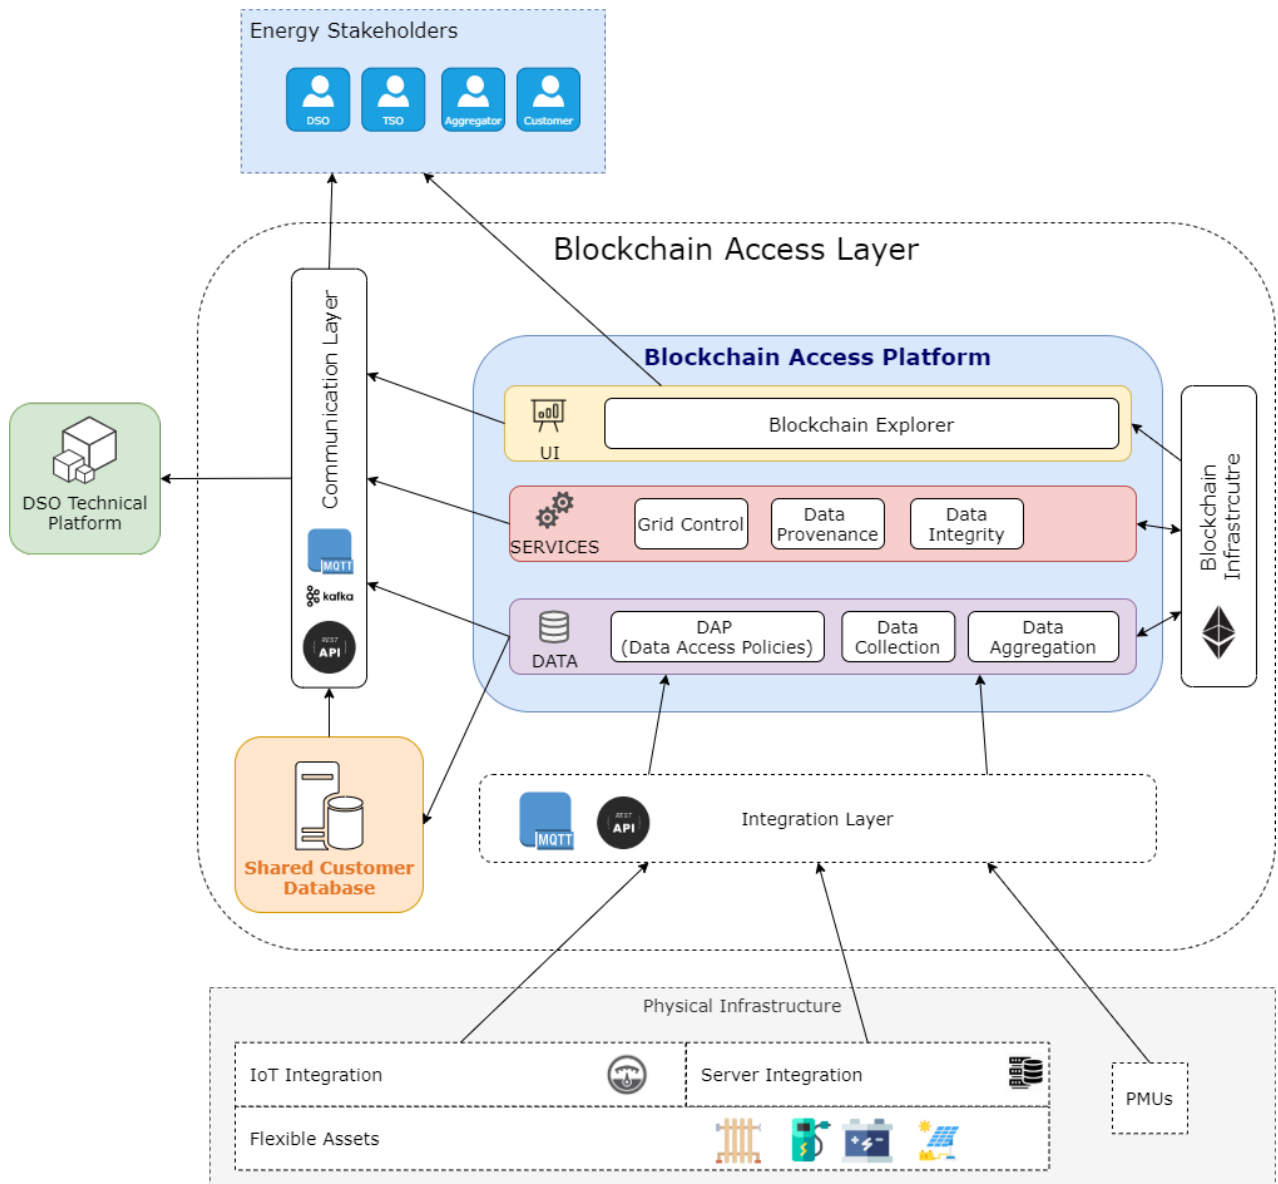 Energy Stakeholders
DSO
TSO
Aggregator
Customer
Blockchain Access Layer
Communication Layer
MQTT
kafka
REST
API
DSO Technical
Platform
Blockchain Access Platform
UI
Blockchain Explorer
SERVICES
Grid Control
Data
Provenance
Data
Integrity
DATA
DAP
(Data Access Policies)
Data
Collection
Data
Aggregation
Blockchain
Infrastrcutre
Shared Customer
Database
MQTT
REST
API
Integration Layer
Physical Infrastructure
IoT Integration
Server Integration
PMUs
Flexible Assets